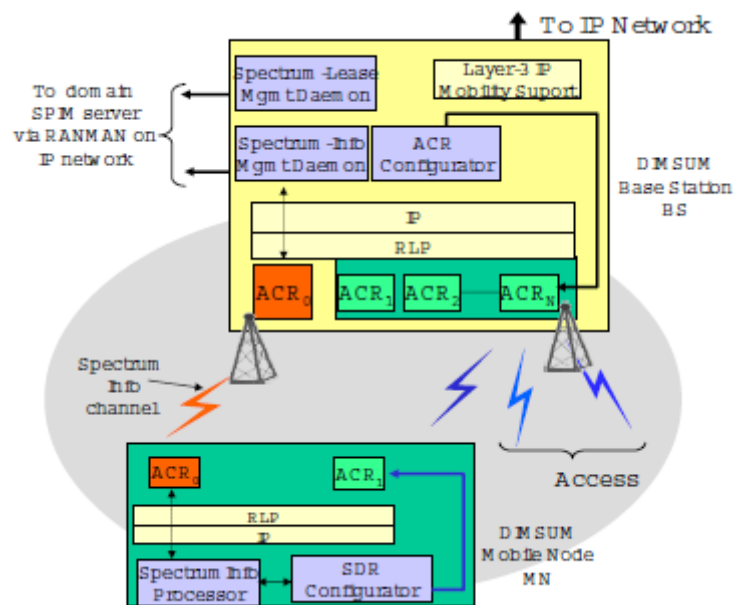 To IP Network
Spectrum-Lease
Mgmt Daemon
Layer-3 IP
Mobility Suport
To domain
SPIM server
via RANMAN on
IP network
Spectrum-Info
Mgmt Daemon
ACR
Configurator
DIMSUM
Base Station
BS
IP
RLP
ACR0
ACR1
ACR2
ACRN
Spectrum
Info
channel
Access
ACR0
ACR1
RLP
IP
DIMSUM
Mobile Node
MN
Spectrum Info
Processor
SDR
Configurator